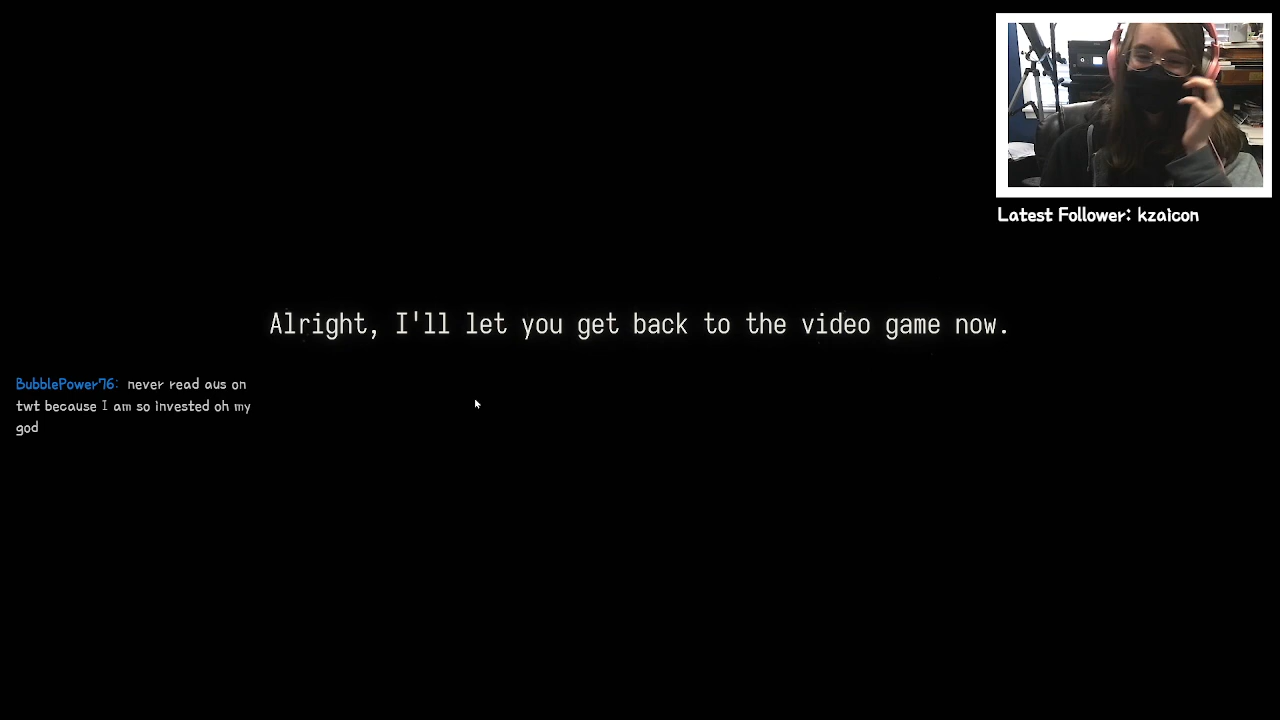 Latest Follower: kzaicon
Alright, I'll let you get back to the video game now.
BubblePower76: never read aus on
twt because I am so invested oh my
god